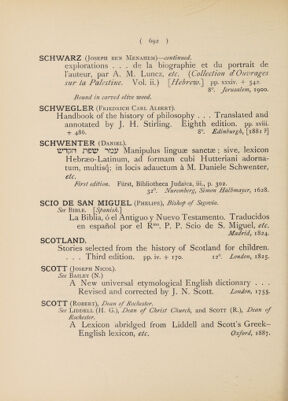 ( 692 )
SCHWARZ (JOSEPH BEN MENAHEM)—continued.
explorations . . . de la biographie et du portrait de
l'auteur, par A. M. Luncz, etc. (Collection d'Ouvrages
sur la Palestine. Vol. ii.) [Hebrew.] pp. xxxiv. + 542.
8°. Jerusalem, 1900.
Bound in carved olive wood.
SCHWEGLER (FRIEDRICH CARL ALBERT).
Handbook of the history of philosophy . . . Translated and
annotated by J. H. Stirling. Eighth edition. pp. xviii.
+ 486. 8°. Edinburgh, [1881?]
SCHWENTER (DANIEL).
עמר שפת הקדש Manipulus linguæ sanctæ; sive, lexicon
Hebræo-Latinum, ad formam cubi Hutteriani adorna-
tum, multisq; in locis adauctum à M. Daniele Schwenter,
etc.
First edition. Fürst, Bibliotheca Judaica, iii., p. 302.
32°. Nuremberg, Simon Halbmayer, 1628.
SCIO DE SAN MIGUEL (PHELIPE), Bishop of Segovia.
See BIBLE. [Spanish.]
La Biblia, ó el Antiguo y Nuevo Testamento. Traducidos
en español por el Rmo. P. P. Scio de S. Miguel, etc.
Madrid, 1824.
SCOTLAND.
Stories selected from the history of Scotland for children.
. . . Third edition. pp. iv. + 170. 12°. London, 1825.
SCOTT (JOSEPH NICOL).
See BAILEY (N.)
A New universal etymological English dictionary . . .
Revised and corrected by J. N. Scott. London, 1755.
SCOTT (ROBERT), Dean of Rochester.
See LIDDELL (H. G.), Dean of Christ Church, and SCOTT (R.), Dean of
Rochester.
A Lexicon abridged from Liddell and Scott's Greek–
English lexicon, etc. Oxford, 1887.